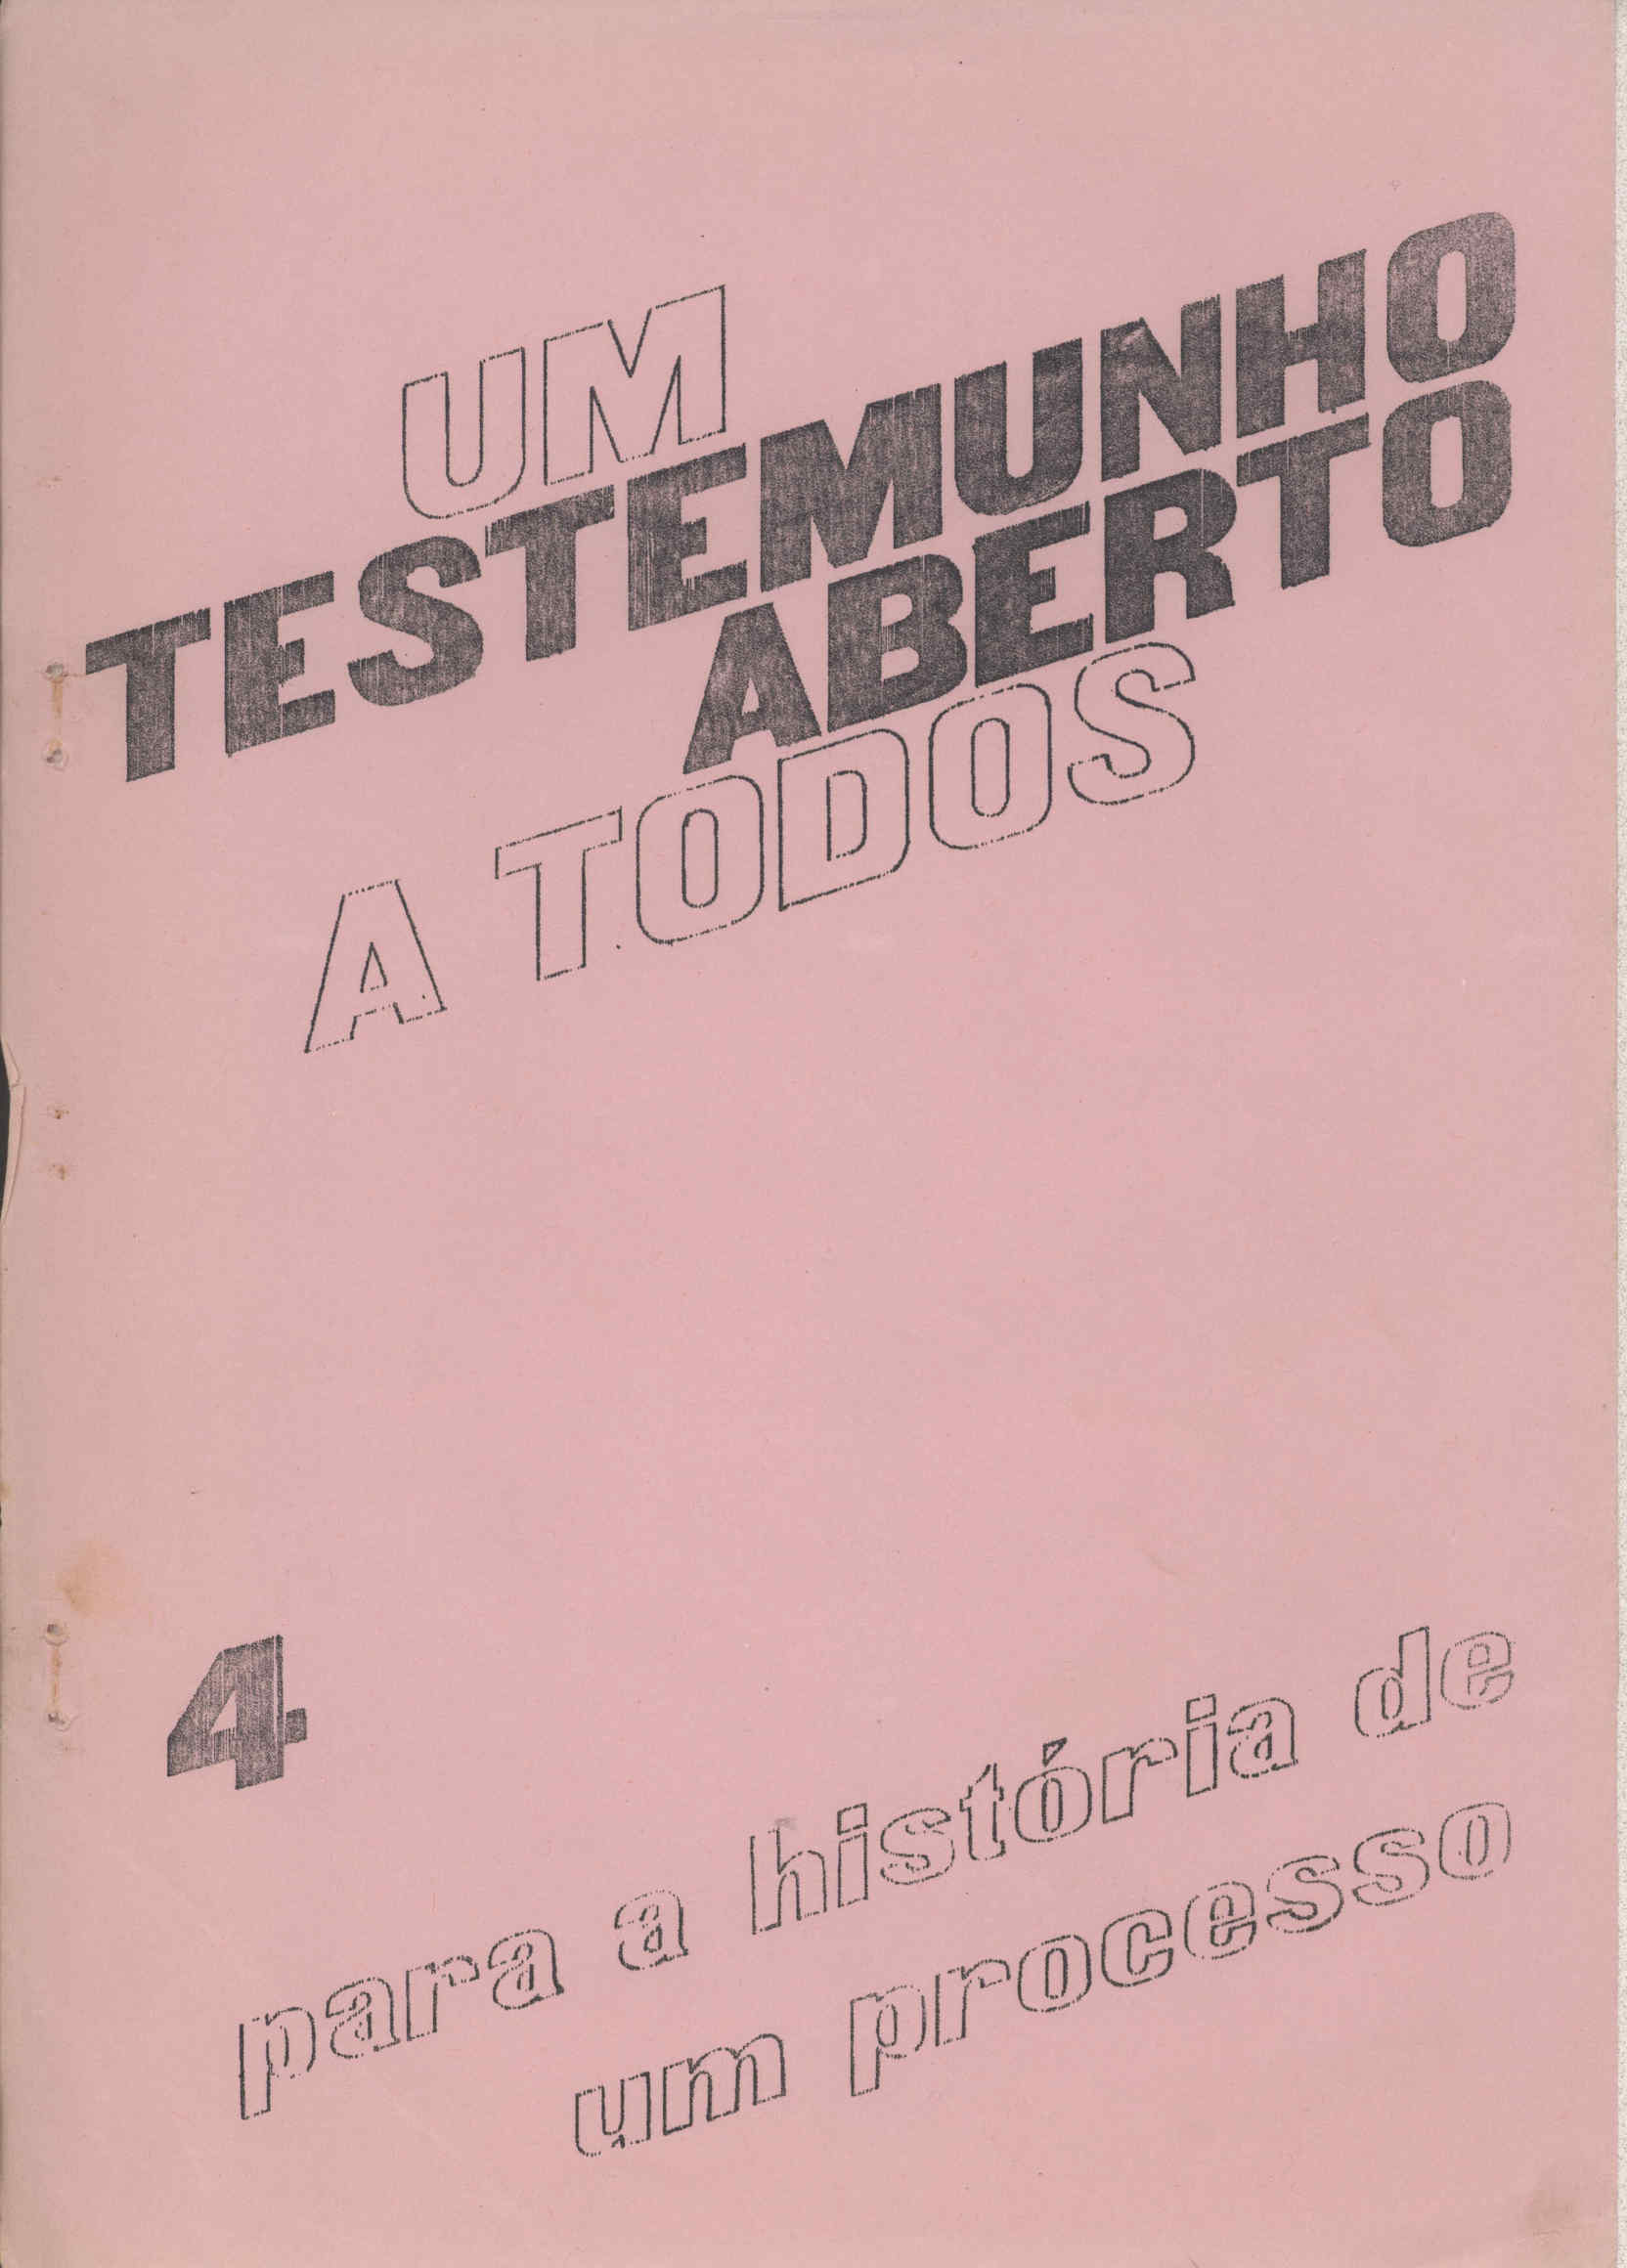 UM
TESTEMUNHO
ABERTO
A TODOS
4
para a história de
um processo